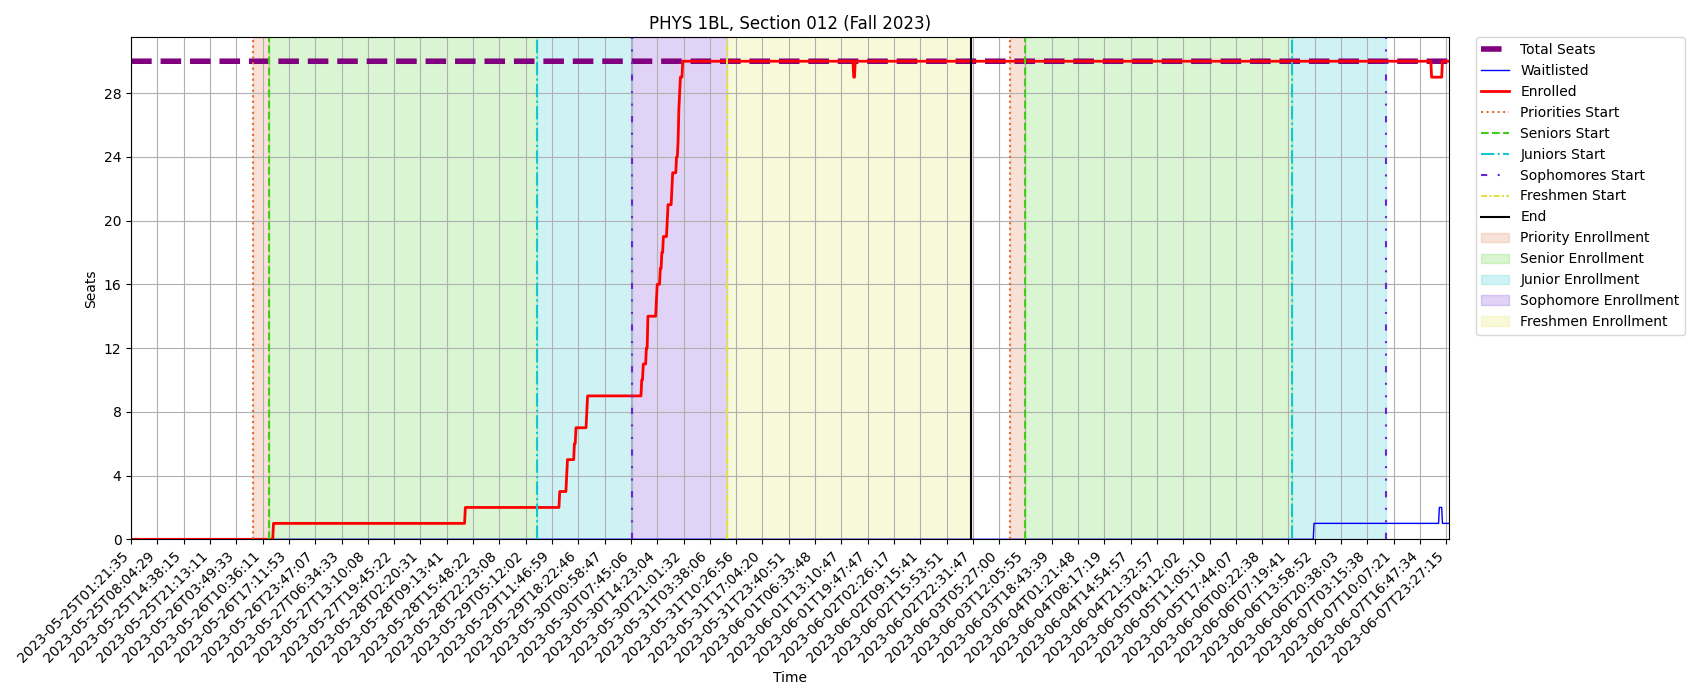 PHYS 1BL, Section 012 (Fall 2023)
Seats
28
24
20
16
12
8
4
0
2023-05-25T01:21:35
2023-05-25T08:04:29
2023-05-25T14:38:15
2023-05-25T21:13:11
2023-05-26T03:49:33
2023-05-26T10:36:11
2023-05-26T17:11:53
2023-05-26T23:47:07
2023-05-27T06:34:33
2023-05-27T13:10:08
2023-05-27T19:45:22
2023-05-28T02:20:31
2023-05-28T09:13:41
2023-05-28T15:48:22
2023-05-28T22:23:08
2023-05-29T05:12:02
2023-05-29T11:46:59
2023-05-29T18:22:46
2023-05-30T00:58:47
2023-05-30T07:45:06
2023-05-30T14:23:04
2023-05-30T21:01:32
2023-05-31T03:38:06
2023-05-31T10:26:56
2023-05-31T17:04:20
2023-05-31T23:40:51
2023-06-01T06:33:48
2023-06-01T13:10:47
2023-06-01T19:47:47
2023-06-02T02:26:17
2023-06-02T09:15:41
2023-06-02T15:53:51
2023-06-02T22:31:47
2023-06-03T05:27:00
2023-06-03T12:05:55
2023-06-03T18:43:39
2023-06-04T01:21:48
2023-06-04T08:17:19
2023-06-04T14:54:57
2023-06-04T21:32:57
2023-06-05T04:12:02
2023-06-05T11:05:10
2023-06-05T17:44:07
2023-06-06T00:22:38
2023-06-06T07:19:41
2023-06-06T13:58:52
2023-06-06T20:38:03
2023-06-07T03:15:38
2023-06-07T10:07:21
2023-06-07T16:47:34
2023-06-07T23:27:15
Time
Total Seats
Waitlisted
Enrolled
Priorities Start
Seniors Start
Juniors Start
Sophomores Start
Freshmen Start
End
Priority Enrollment
Senior Enrollment
Junior Enrollment
Sophomore Enrollment
Freshmen Enrollment